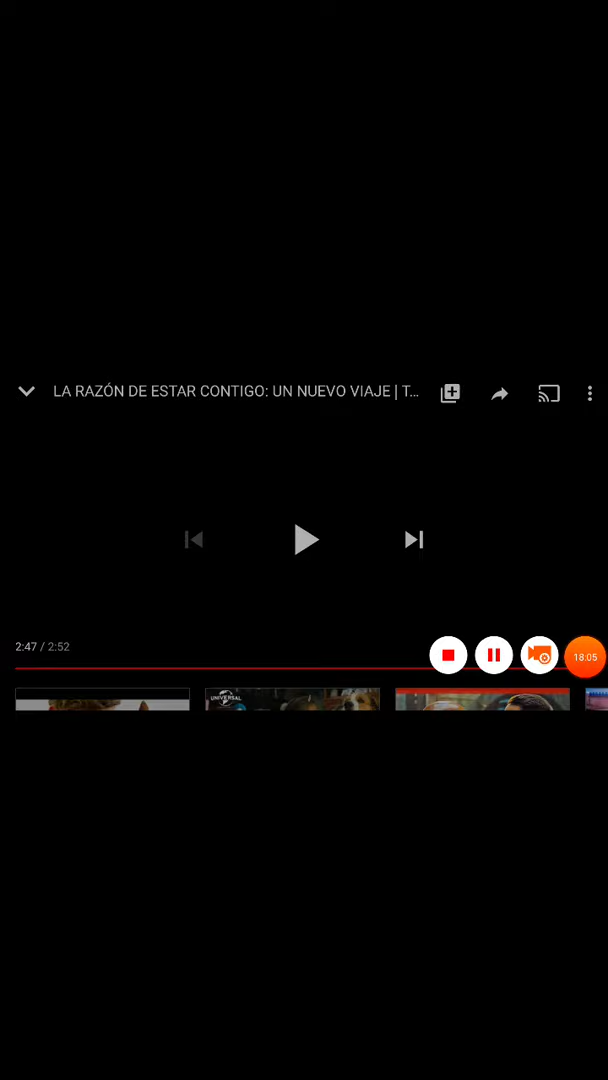 LA RAZÓN DE ESTAR CONTIGO: UN NUEVO VIAJE | T...
2:47 / 2:52
18:05
UNIVERSAL